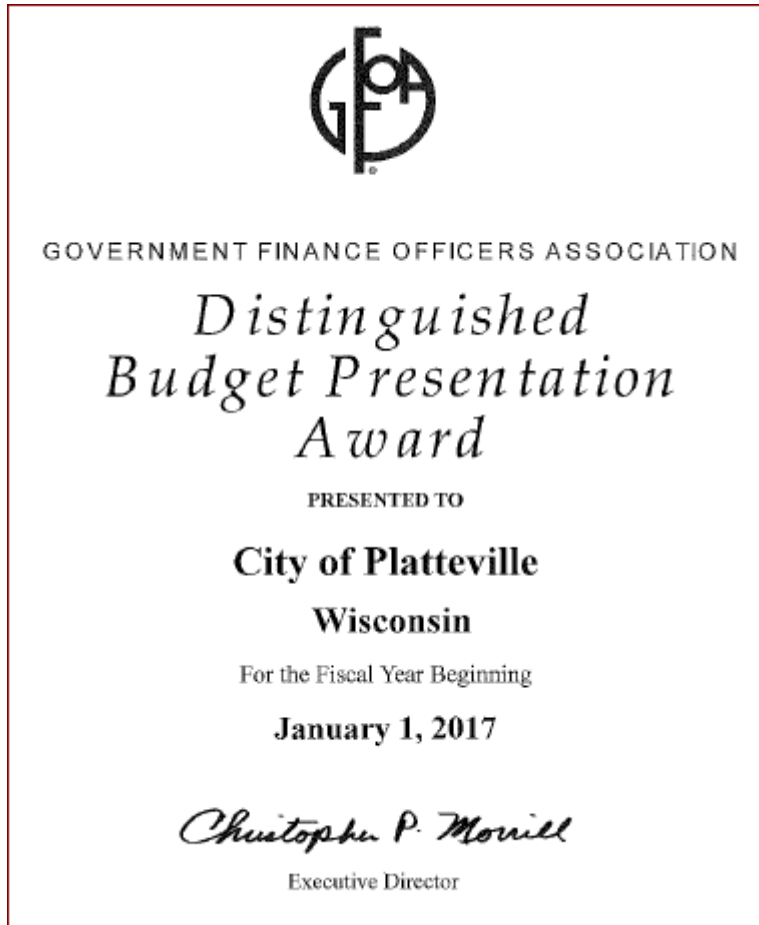 GFOA
GOVERNMENT FINANCE OFFICERS ASSOCIATION
Distinguished
Budget Presentation
Award
PRESENTED TO
City of Platteville
Wisconsin
For the Fiscal Year Beginning
January 1, 2017
Christopher P. Morrill
Executive Director